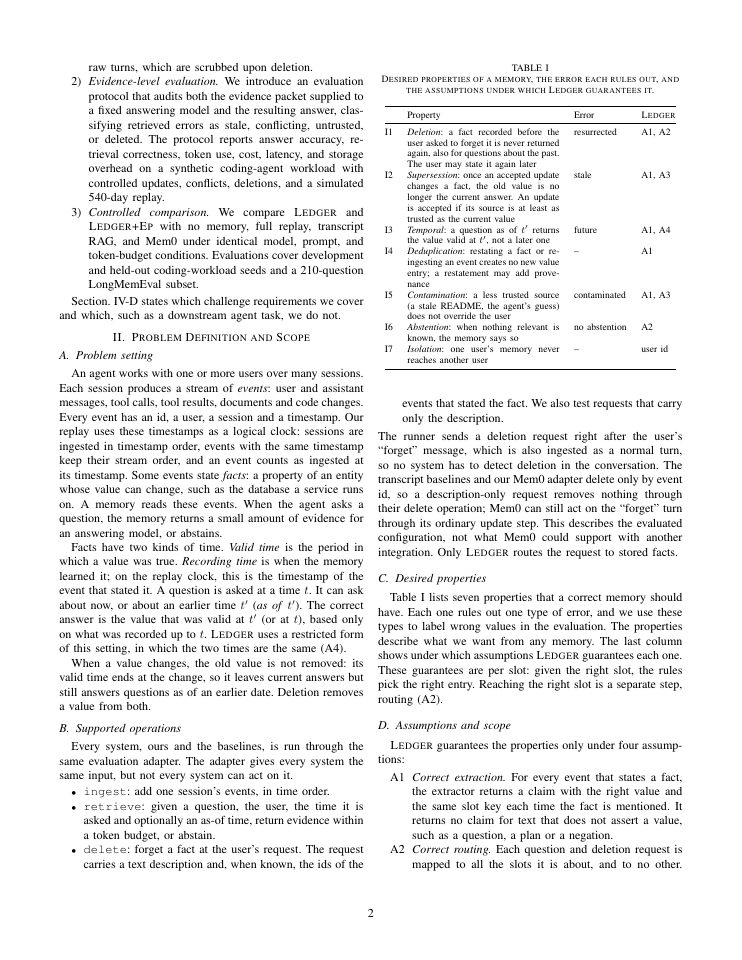 raw turns, which are scrubbed upon deletion.
2) Evidence-level evaluation. We introduce an evaluation
protocol that audits both the evidence packet supplied to
a fixed answering model and the resulting answer, clas-
sifying retrieved errors as stale, conflicting, untrusted,
or deleted. The protocol reports answer accuracy, re-
trieval correctness, token use, cost, latency, and storage
overhead on a synthetic coding-agent workload with
controlled updates, conflicts, deletions, and a simulated
540-day replay.
3) Controlled comparison. We compare LEDGER and
LEDGER+EP with no memory, full replay, transcript
RAG, and Mem0 under identical model, prompt, and
token-budget conditions. Evaluations cover development
and held-out coding-workload seeds and a 210-question
LongMemEval subset.
Section. IV-D states which challenge requirements we cover
and which, such as a downstream agent task, we do not.
II. PROBLEM DEFINITION AND SCOPE
A. Problem setting
An agent works with one or more users over many sessions.
Each session produces a stream of events: user and assistant
messages, tool calls, tool results, documents and code changes.
Every event has an id, a user, a session and a timestamp. Our
replay uses these timestamps as a logical clock: sessions are
ingested in timestamp order, events with the same timestamp
keep their stream order, and an event counts as ingested at
its timestamp. Some events state facts: a property of an entity
whose value can change, such as the database a service runs
on. A memory reads these events. When the agent asks a
question, the memory returns a small amount of evidence for
an answering model, or abstains.
Facts have two kinds of time. Valid time is the period in
which a value was true. Recording time is when the memory
learned it; on the replay clock, this is the timestamp of the
event that stated it. A question is asked at a time t. It can ask
about now, or about an earlier time t′ (as of t′). The correct
answer is the value that was valid at t′ (or at t), based only
on what was recorded up to t. LEDGER uses a restricted form
of this setting, in which the two times are the same (A4).
When a value changes, the old value is not removed: its
valid time ends at the change, so it leaves current answers but
still answers questions as of an earlier date. Deletion removes
a value from both.
B. Supported operations
Every system, ours and the baselines, is run through the
same evaluation adapter. The adapter gives every system the
same input, but not every system can act on it.
• ingest: add one session's events, in time order.
• retrieve: given a question, the user, the time it is
asked and optionally an as-of time, return evidence within
a token budget, or abstain.
• delete: forget a fact at the user's request. The request
carries a text description and, when known, the ids of the
TABLE I
DESIRED PROPERTIES OF A MEMORY, THE ERROR EACH RULES OUT, AND
THE ASSUMPTIONS UNDER WHICH LEDGER GUARANTEES IT.
Property Error LEDGER
I1 Deletion: a fact recorded before the resurrected A1, A2
user asked to forget it is never returned
again, also for questions about the past.
The user may state it again later
I2 Supersession: once an accepted update stale A1, A3
changes a fact, the old value is no
longer the current answer. An update
is accepted if its source is at least as
trusted as the current value
I3 Temporal: a question as of t′ returns future A1, A4
the value valid at t′, not a later one
I4 Deduplication: restating a fact or re- – A1
ingesting an event creates no new value
entry; a restatement may add prove-
nance
I5 Contamination: a less trusted source contaminated A1, A3
(a stale README, the agent's guess)
does not override the user
I6 Abstention: when nothing relevant is no abstention A2
known, the memory says so
I7 Isolation: one user's memory never – user id
reaches another user
events that stated the fact. We also test requests that carry
only the description.
The runner sends a deletion request right after the user's
“forget” message, which is also ingested as a normal turn,
so no system has to detect deletion in the conversation. The
transcript baselines and our Mem0 adapter delete only by event
id, so a description-only request removes nothing through
their delete operation; Mem0 can still act on the “forget” turn
through its ordinary update step. This describes the evaluated
configuration, not what Mem0 could support with another
integration. Only LEDGER routes the request to stored facts.
C. Desired properties
Table I lists seven properties that a correct memory should
have. Each one rules out one type of error, and we use these
types to label wrong values in the evaluation. The properties
describe what we want from any memory. The last column
shows under which assumptions LEDGER guarantees each one.
These guarantees are per slot: given the right slot, the rules
pick the right entry. Reaching the right slot is a separate step,
routing (A2).
D. Assumptions and scope
LEDGER guarantees the properties only under four assump-
tions:
A1 Correct extraction. For every event that states a fact,
the extractor returns a claim with the right value and
the same slot key each time the fact is mentioned. It
returns no claim for text that does not assert a value,
such as a question, a plan or a negation.
A2 Correct routing. Each question and deletion request is
mapped to all the slots it is about, and to no other.
2